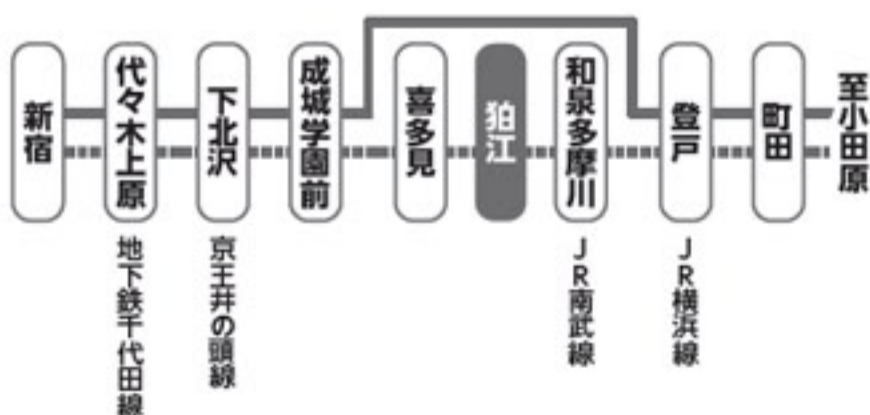 新宿
代々木上原
下北沢
成城学園前
喜多見
狛江
和泉多摩川
登戸
町田
至小田原
地下鉄千代田線
京王井の頭線
JR南武線
JR横浜線